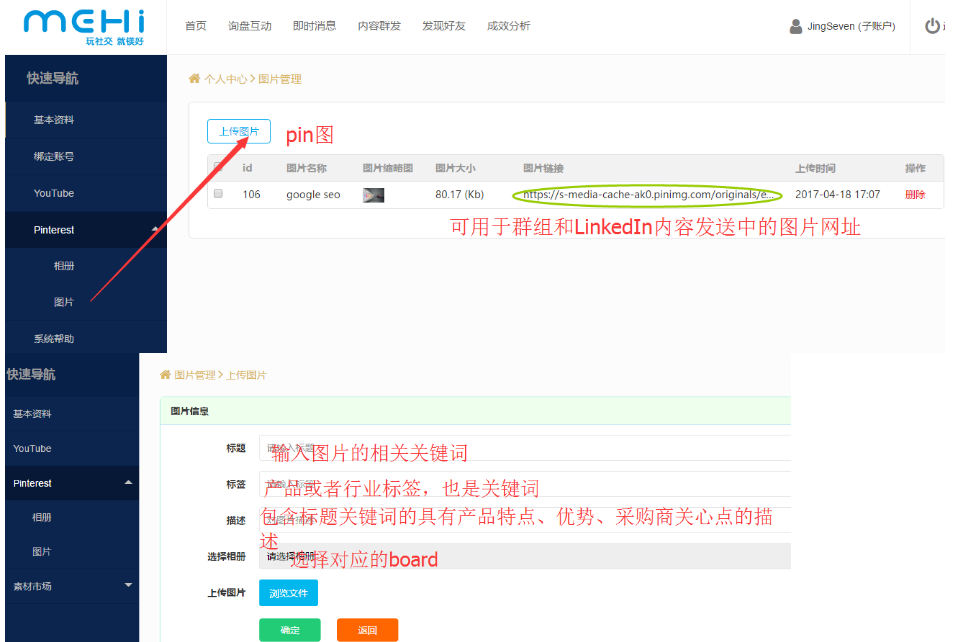 MEHi
玩社交 就镁好
首页 询盘互动 即时消息 内容群发 发现好友 成效分析 JingSeven (子账户)
快速导航
个人中心 > 图片管理
基本资料
绑定账号
YouTube
Pinterest
相册
图片
系统帮助
上传图片 pin图
id 图片名称 图片缩略图 图片大小 图片链接 上传时间 操作
106 google seo 80.17 (Kb) https://s-media-cache-ak0.pinimg.com/originals/e... 2017-04-18 17:07 删除
可用于群组和LinkedIn内容发送中的图片网址
快速导航
图片管理 > 上传图片
基本资料
YouTube
Pinterest
相册
图片
素材市场
图片信息
标题 请输入标题
输入图片的相关关键词
标签
产品或者行业标签，也是关键词
描述
包含标题关键词的具有产品特点、优势、采购商关心点的描
述
选择相册 请选择相册
选择对应的board
上传图片 浏览文件
确定 返回